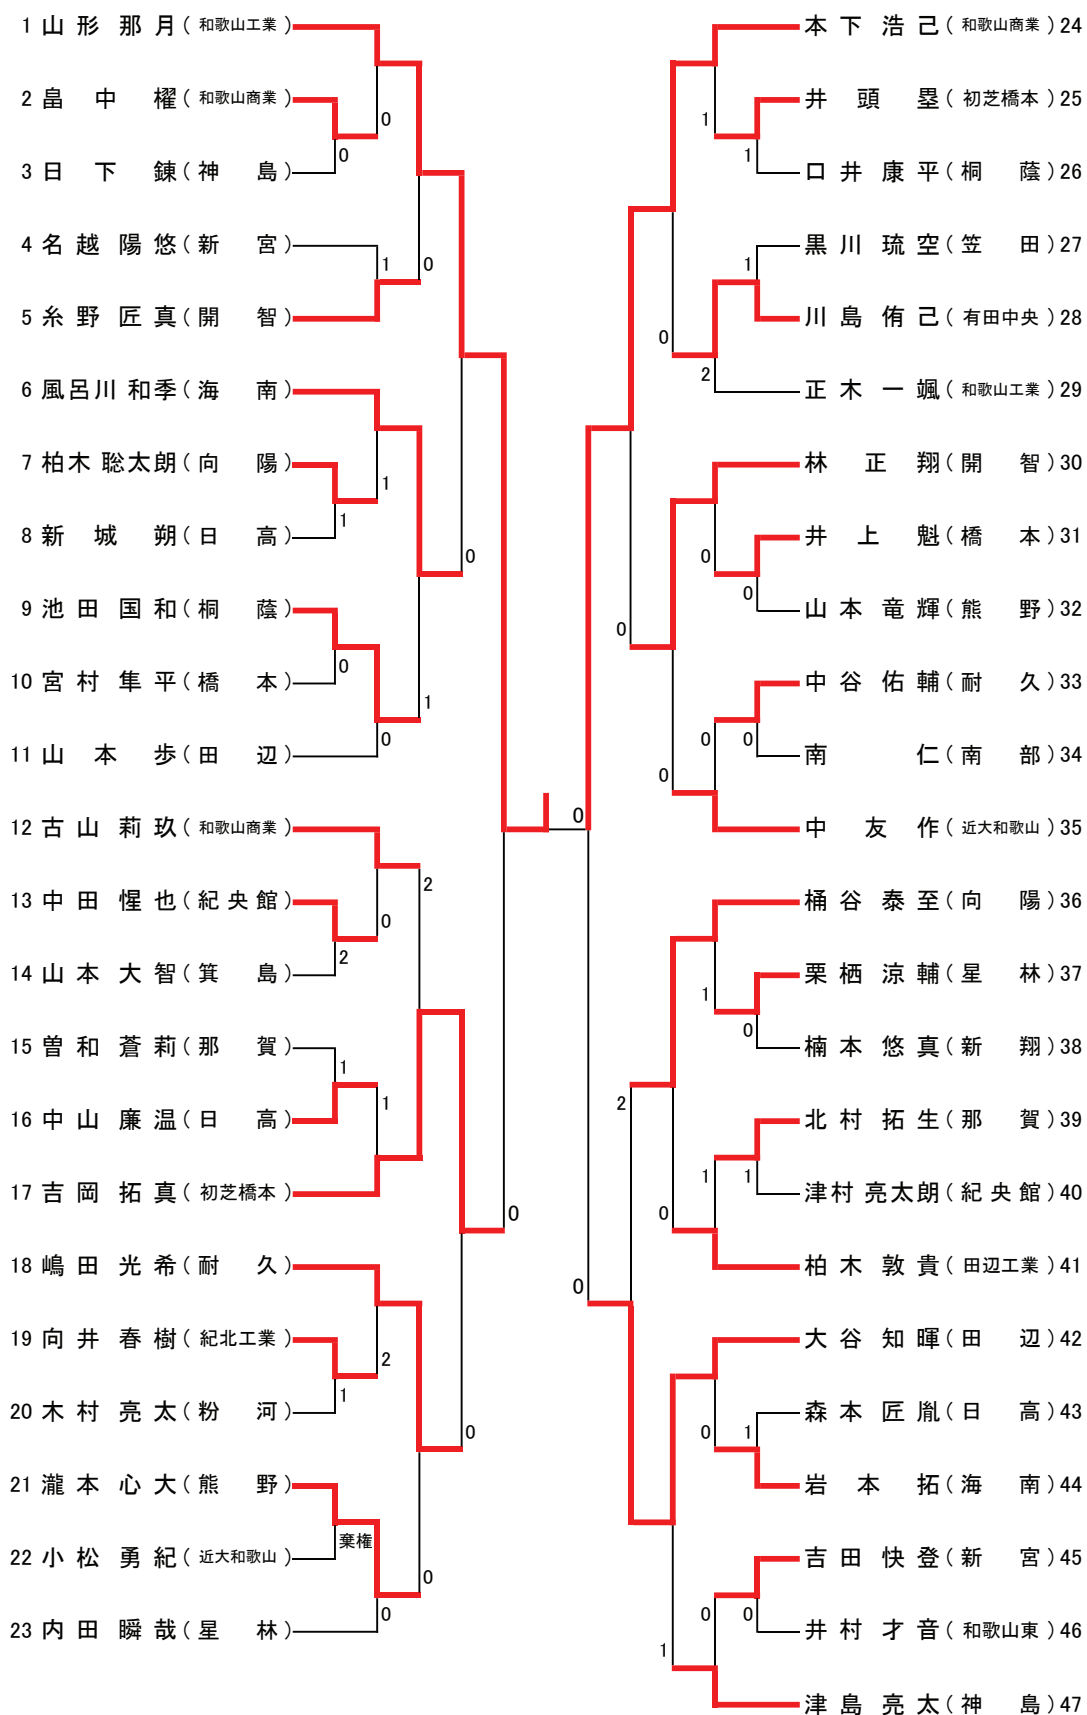 1 山形 那月 ( 和歌山工業 )
2 畠中 櫂 ( 和歌山商業 )
0
0
3 日下 錬 ( 神島 )
4 名越 陽悠 ( 新宮 )
1
0
5 糸野 匠真 ( 開智 )
6 風呂川 和季 ( 海南 )
7 柏木 聡太朗 ( 向陽 )
1
1
8 新城 朔 ( 日高 )
0
9 池田 国和 ( 桐蔭 )
0
10 宮村 隼平 ( 橋本 )
1
0
11 山本 歩 ( 田辺 )
12 古山 莉玖 ( 和歌山商業 )
2
13 中田 惺也 ( 紀央館 )
0
2
14 山本 大智 ( 箕島 )
15 曽和 蒼莉 ( 那賀 )
1
1
16 中山 廉温 ( 日高 )
17 吉岡 拓真 ( 初芝橋本 )
0
18 嶋田 光希 ( 耐久 )
19 向井 春樹 ( 紀北工業 )
2
1
20 木村 亮太 ( 粉河 )
0
21 瀧本 心大 ( 熊野 )
棄権
22 小松 勇紀 ( 近大和歌山 )
0
0
23 内田 瞬哉 ( 星林 )
0
0
本下 浩己 ( 和歌山商業 ) 24
井頭 塁 ( 初芝橋本 ) 25
1
1
口井 康平 ( 桐蔭 ) 26
黒川 琉空 ( 笠田 ) 27
1
川島 侑己 ( 有田中央 ) 28
0
2
正木 一颯 ( 和歌山工業 ) 29
林 正翔 ( 開智 ) 30
井上 魁 ( 橋本 ) 31
0
0
山本 竜輝 ( 熊野 ) 32
0
中谷 佑輔 ( 耐久 ) 33
0
0
南 仁 ( 南部 ) 34
0
中 友作 ( 近大和歌山 ) 35
桶谷 泰至 ( 向陽 ) 36
栗栖 涼輔 ( 星林 ) 37
1
0
楠本 悠真 ( 新翔 ) 38
2
北村 拓生 ( 那賀 ) 39
1
1
津村 亮太朗 ( 紀央館 ) 40
0
柏木 敦貴 ( 田辺工業 ) 41
大谷 知暉 ( 田辺 ) 42
森本 匠胤 ( 日高 ) 43
0
1
岩本 拓 ( 海南 ) 44
吉田 快登 ( 新宮 ) 45
0
0
井村 才音 ( 和歌山東 ) 46
1
津島 亮太 ( 神島 ) 47